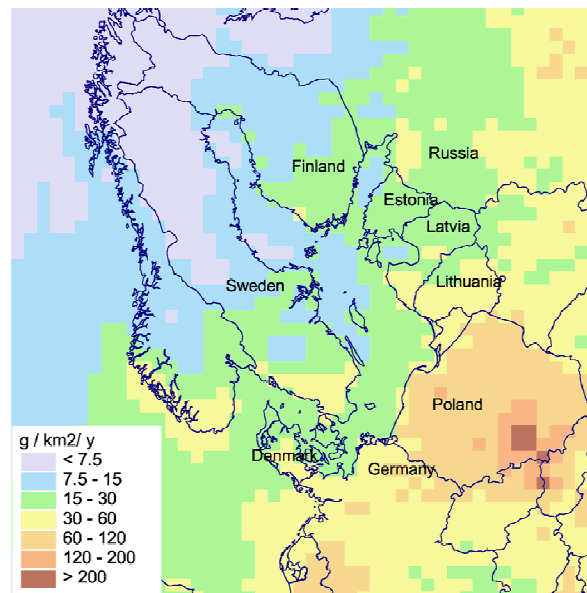 Finland
Russia
Estonia
Latvia
Sweden
Lithuania
Poland
Denmark
Germany
g / km2/ y
< 7.5
7.5 - 15
15 - 30
30 - 60
60 - 120
120 - 200
> 200